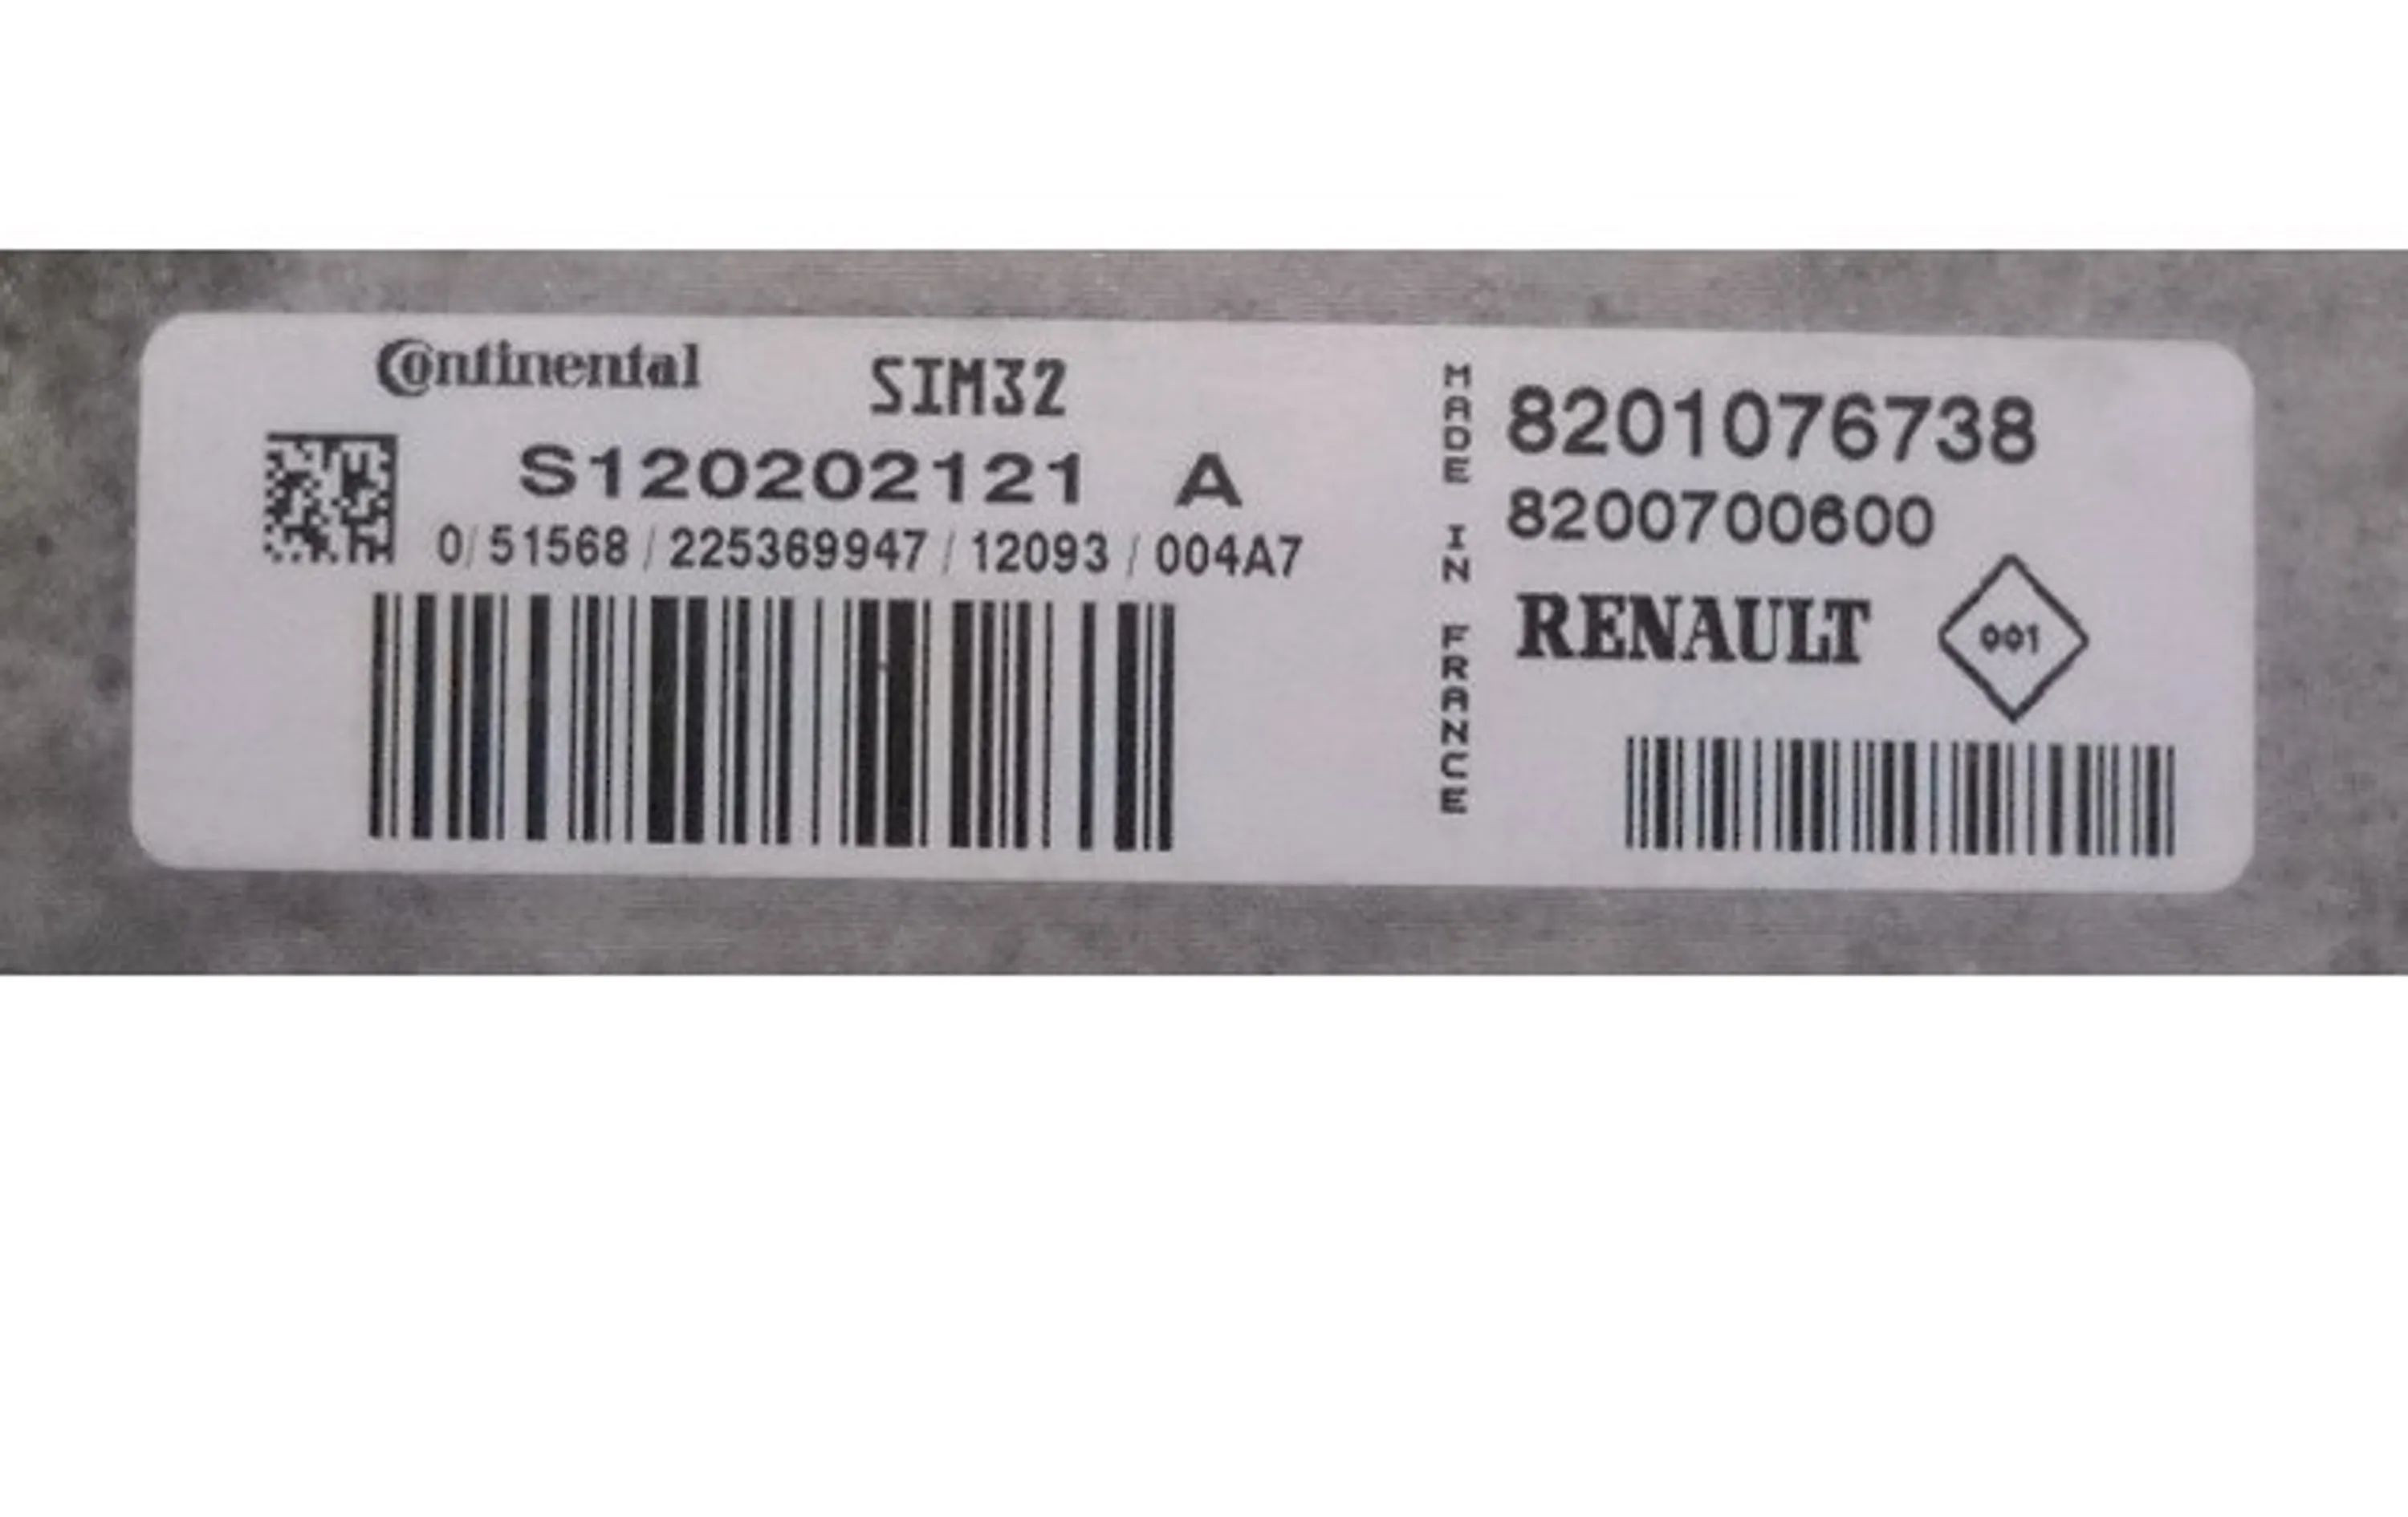 Continental SIM32
S120202121 A
0/51568/225369947/12093/004A7
MADE IN FRANCE
8201076738
8200700600
RENAULT 001